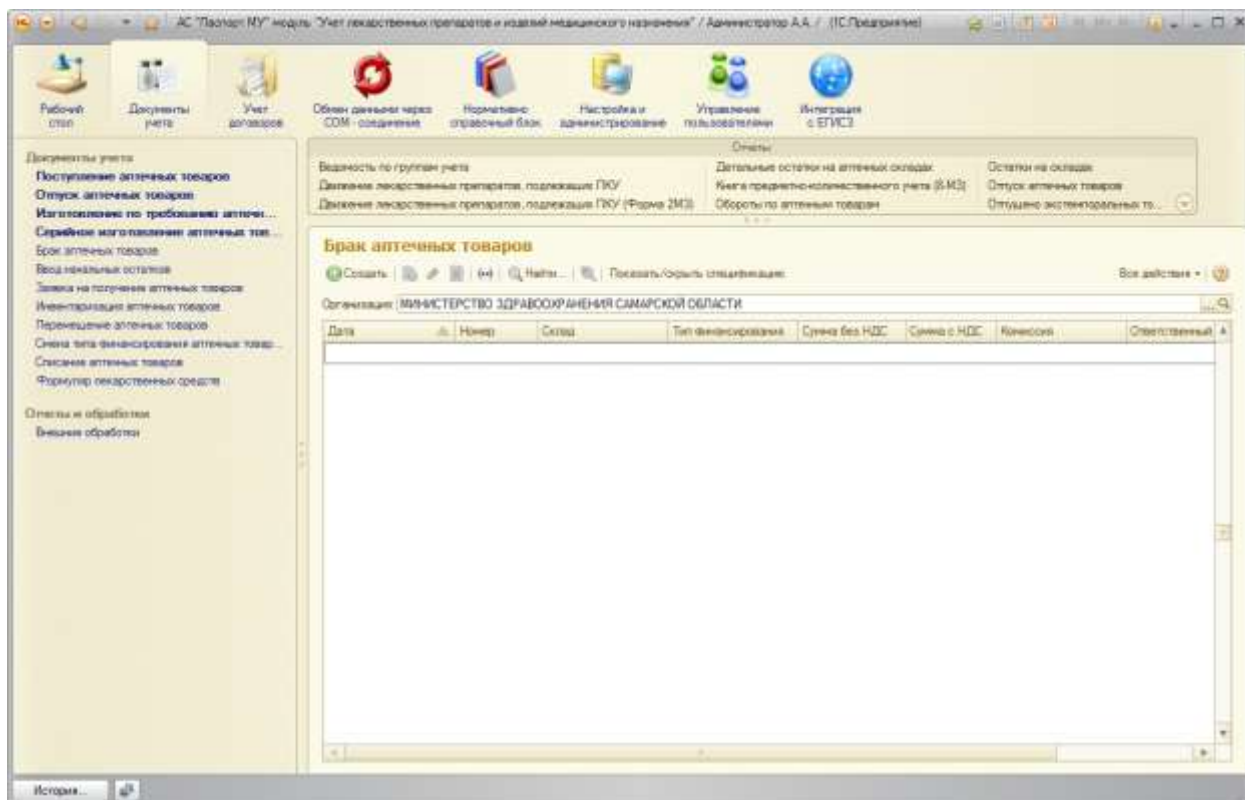 АС "Паспорт МУ" модуль "Учет лекарственных препаратов и изделий медицинского назначения" / Администратор А.А. / (1С:Предприятие)
Рабочий стол
Документы учета
Учет договоров
Обмен данными через COM - соединение
Нормативно справочный блок
Настройка и администрирование
Управление пользователями
Интеграция с ЕГИСЗ
Документы учета
Поступление аптечных товаров
Отпуск аптечных товаров
Изготовление по требованию аптечн...
Серийное изготовление аптечных тов...
Брак аптечных товаров
Ввод начальных остатков
Заявка на получение аптечных товаров
Инвентаризация аптечных товаров
Перемещение аптечных товаров
Смена типа финансирования аптечных товар...
Списание аптечных товаров
Формуляр лекарственных средств
Отчеты и обработки
Внешние обработки
Отчеты
Ведомость по группам учета
Движение лекарственных препаратов, подлежащих ПКУ
Движение лекарственных препаратов, подлежащих ПКУ (Форма 2МЗ)
Детальные остатки на аптечных складах
Книга предметно-количественного учета (8-МЗ)
Обороты по аптечным товарам
Остатки на складах
Отпуск аптечных товаров
Отпущено экстемпоральных то...
Брак аптечных товаров
Создать Найти... Показать/скрыть спецификацию Все действия
Организация: МИНИСТЕРСТВО ЗДРАВООХРАНЕНИЯ САМАРСКОЙ ОБЛАСТИ
Дата Номер Склад Тип финансирования Сумма без НДС Сумма с НДС Комиссия Ответственный
История...